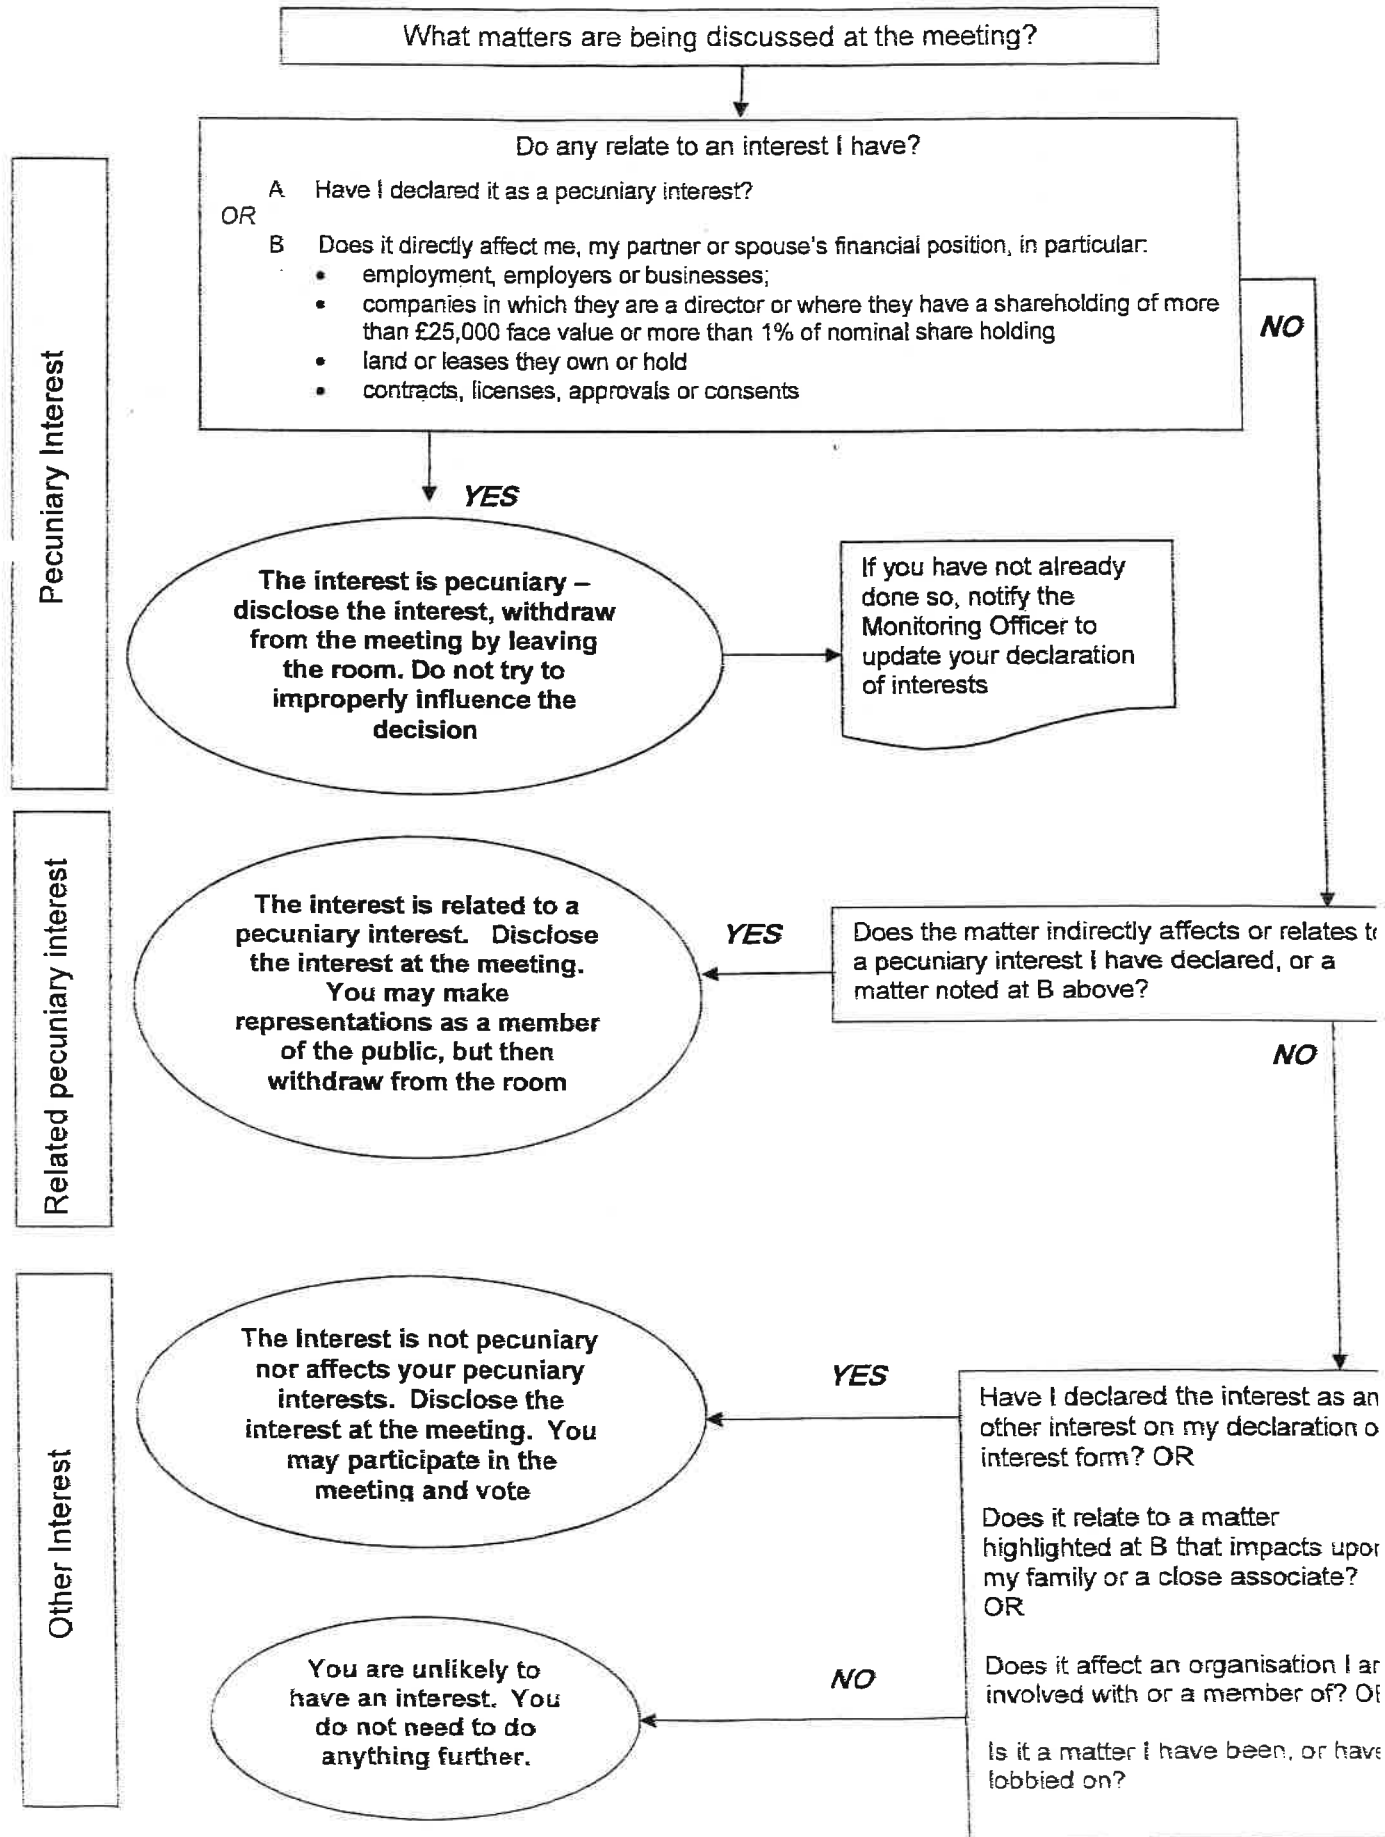 What matters are being discussed at the meeting?
Do any relate to an interest I have?
A Have I declared it as a pecuniary interest?
OR
B Does it directly affect me, my partner or spouse's financial position, in particular:
• employment, employers or businesses;
• companies in which they are a director or where they have a shareholding of more
than £25,000 face value or more than 1% of nominal share holding
• land or leases they own or hold
• contracts, licenses, approvals or consents
NO
Pecuniary Interest
YES
The interest is pecuniary –
disclose the interest, withdraw
from the meeting by leaving
the room. Do not try to
improperly influence the
decision
If you have not already
done so, notify the
Monitoring Officer to
update your declaration
of interests
Related pecuniary interest
The interest is related to a
pecuniary interest. Disclose
the interest at the meeting.
You may make
representations as a member
of the public, but then
withdraw from the room
YES
Does the matter indirectly affects or relates
a pecuniary interest I have declared, or a
matter noted at B above?
NO
Other Interest
The Interest is not pecuniary
nor affects your pecuniary
interests. Disclose the
interest at the meeting. You
may participate in the
meeting and vote
YES
Have I declared the interest as an
other interest on my declaration
interest form? OR
Does it relate to a matter
highlighted at B that impacts
my family or a close associate?
OR
Does it affect an organisation I
involved with or a member of?
Is it a matter I have been, or
lobbied on?
NO
You are unlikely to
have an interest. You
do not need to do
anything further.